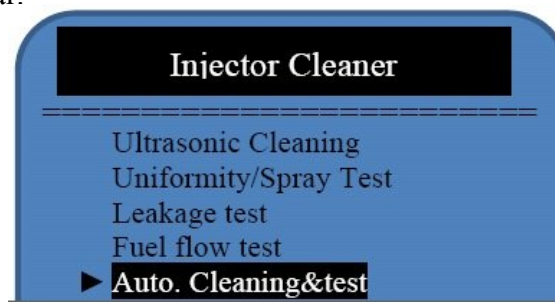 Injector Cleaner
===========================
Ultrasonic Cleaning
Uniformity/Spray Test
Leakage test
Fuel flow test
► Auto. Cleaning&test